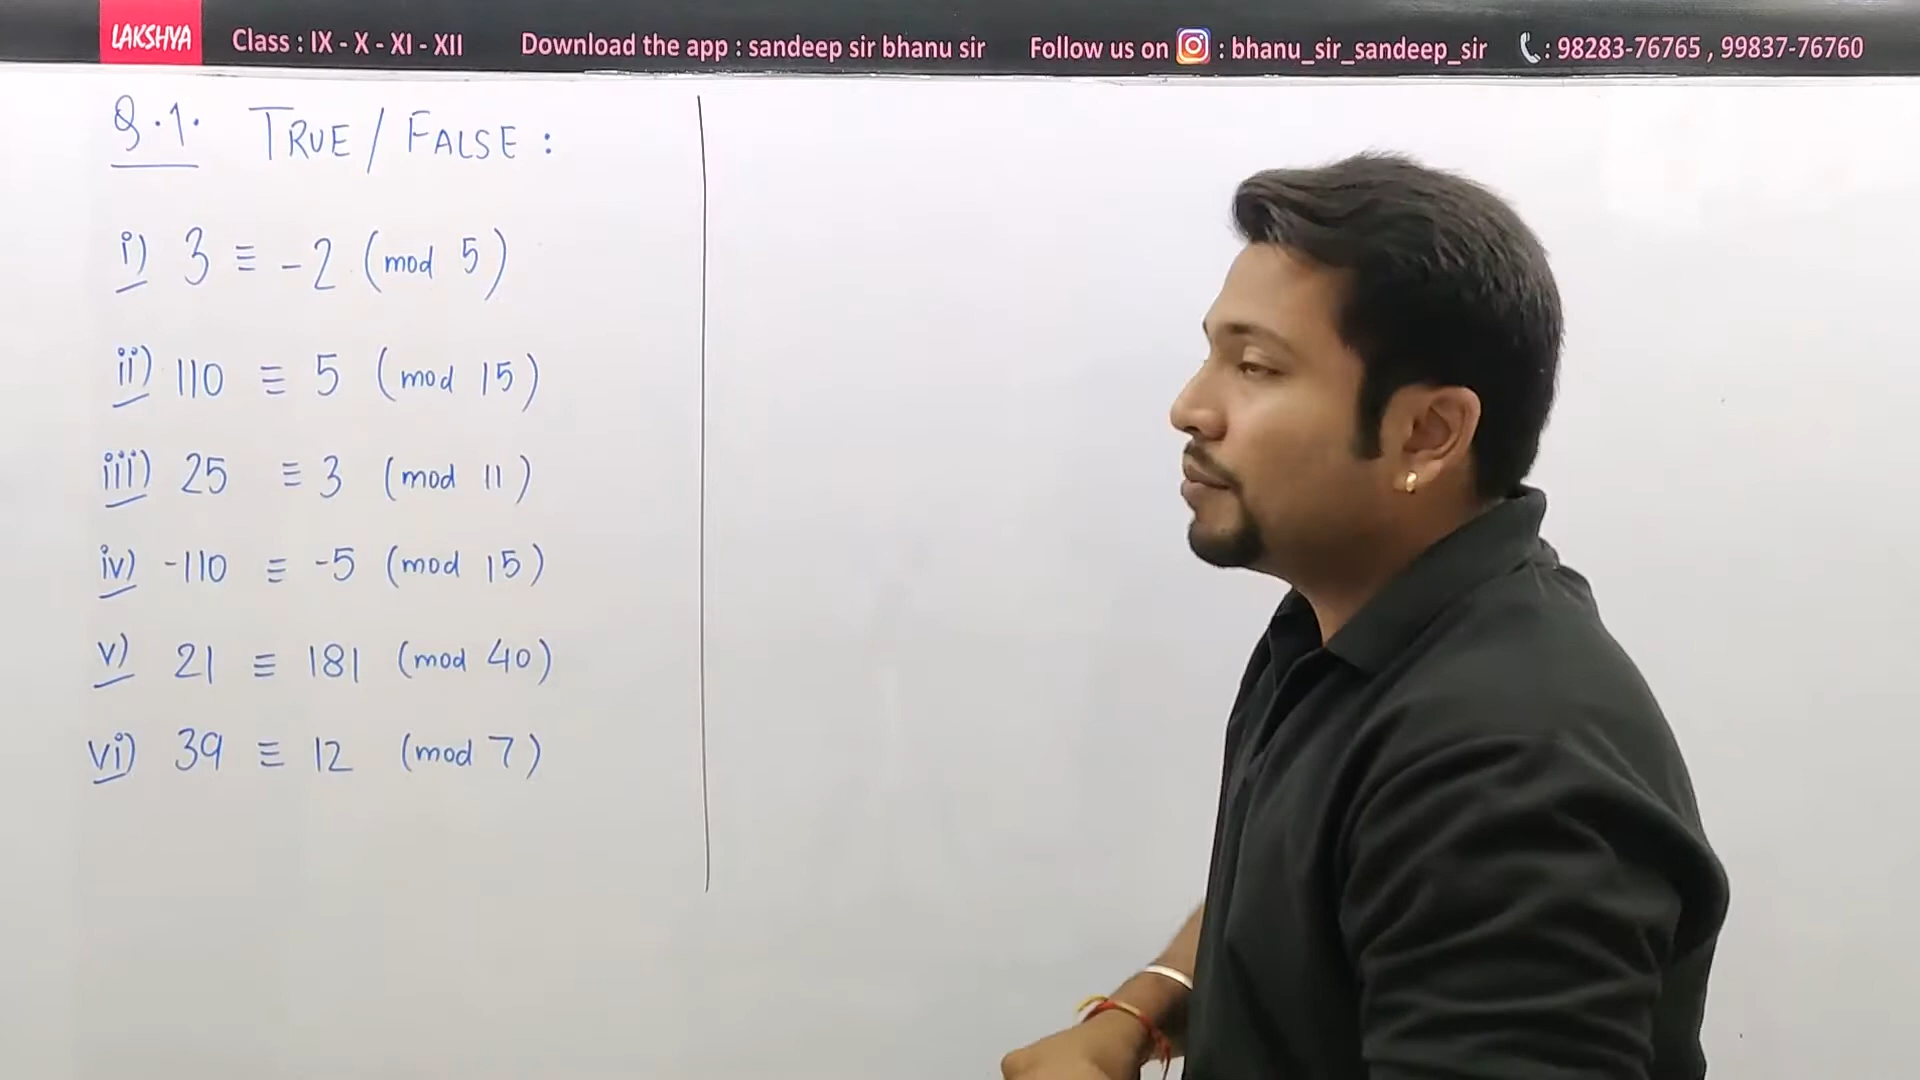 LAKSHYA Class : IX - X - XI - XII Download the app : sandeep sir bhanu sir Follow us on : bhanu_sir_sandeep_sir : 98283-76765 , 99837-76760
Q.1. TRUE / FALSE :
i) 3 ≡ -2 (mod 5)
ii) 110 ≡ 5 (mod 15)
iii) 25 ≡ 3 (mod 11)
iv) -110 ≡ -5 (mod 15)
v) 21 ≡ 181 (mod 40)
vi) 39 ≡ 12 (mod 7)